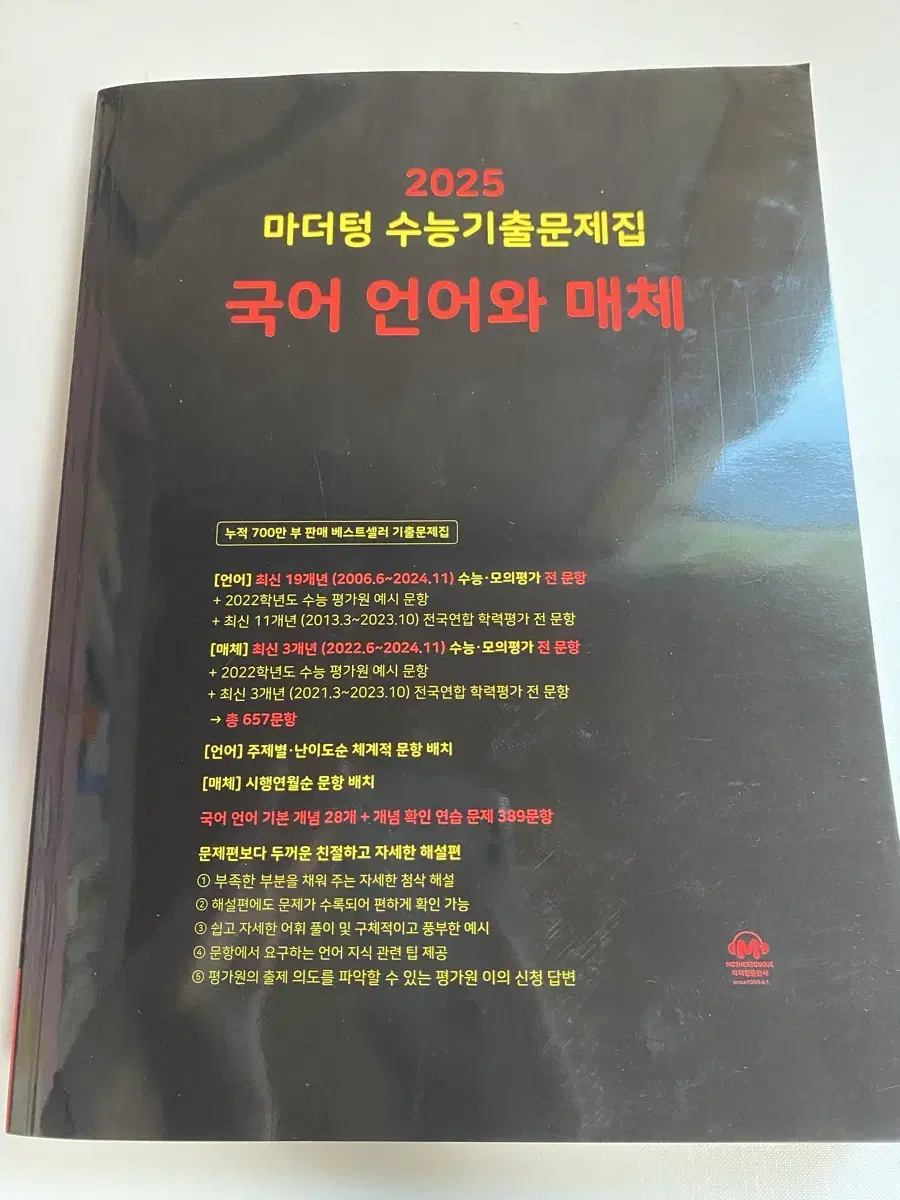 2025
마더텅 수능기출문제집
국어 언어와 매체
누적 700만 부 판매 베스트셀러 기출문제집
[언어] 최신 19개년 (2006.6~2024.11) 수능·모의평가 전 문항
+ 2022학년도 수능 평가원 예시 문항
+ 최신 11개년 (2013.3~2023.10) 전국연합 학력평가 전 문항
[매체] 최신 3개년 (2022.6~2024.11) 수능·모의평가 전 문항
+ 2022학년도 수능 평가원 예시 문항
+ 최신 3개년 (2021.3~2023.10) 전국연합 학력평가 전 문항
→ 총 657문항
[언어] 주제별·난이도순 체계적 문항 배치
[매체] 시행연월순 문항 배치
국어 언어 기본 개념 28개 + 개념 확인 연습 문제 389문항
문제편보다 두꺼운 친절하고 자세한 해설편
① 부족한 부분을 채워 주는 자세한 첨삭 해설
② 해설편에도 문제가 수록되어 편하게 확인 가능
③ 쉽고 자세한 어휘 풀이 및 구체적이고 풍부한 예시
④ 문항에서 요구하는 언어 지식 관련 팁 제공
⑤ 평가원의 출제 의도를 파악할 수 있는 평가원 이의 신청 답변
M
MOTHERTONGUE
마더텅출판사